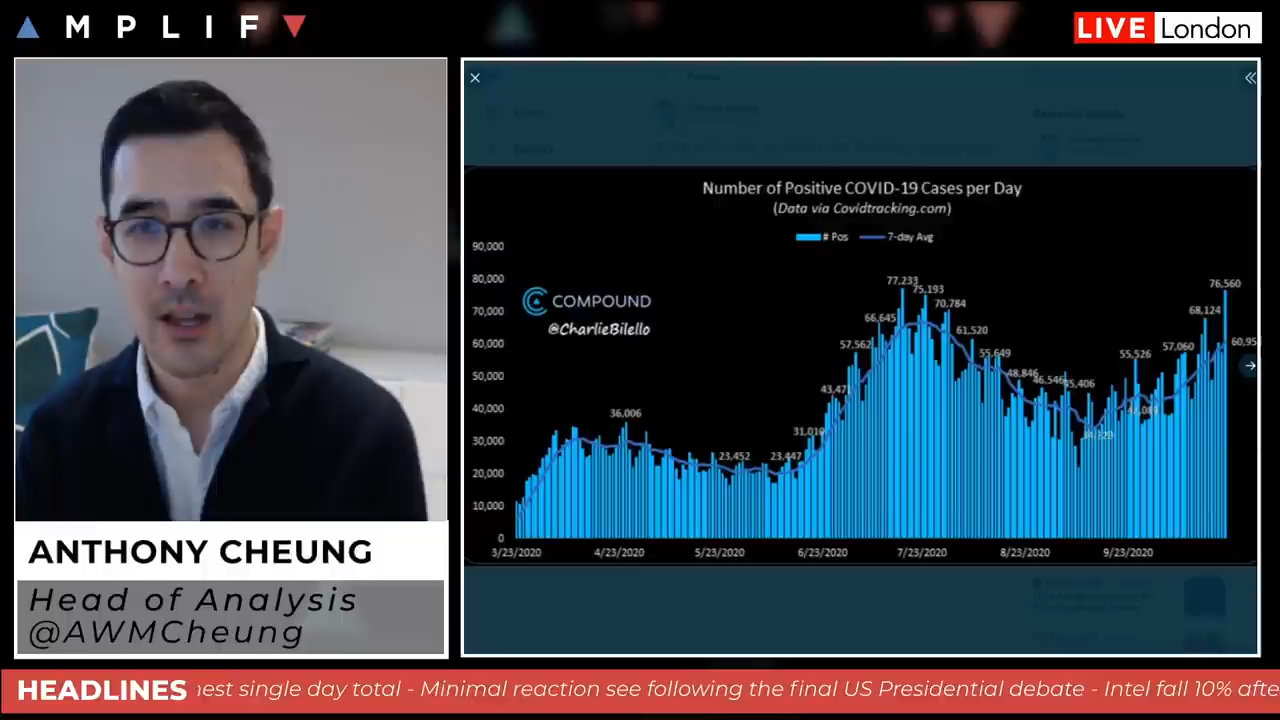 AMPLIFY
LIVE London
Number of Positive COVID-19 Cases per Day
(Data via Covidtracking.com)
# Pos 7-day Avg
90,000
80,000
70,000
60,000
50,000
40,000
30,000
20,000
10,000
0
COMPOUND
@CharlieBilello
36,006
23,452
23,447
31,010
43,471
57,562
66,645
77,233
75,193
70,784
61,520
55,649
48,846
46,546
45,406
55,526
57,060
68,124
76,560
3/23/2020 4/23/2020 5/23/2020 6/23/2020 7/23/2020 8/23/2020 9/23/2020
ANTHONY CHEUNG
Head of Analysis
@AWMCheung
HEADLINES
single day total - Minimal reaction see following the final US Presidential debate - Intel fall 10%